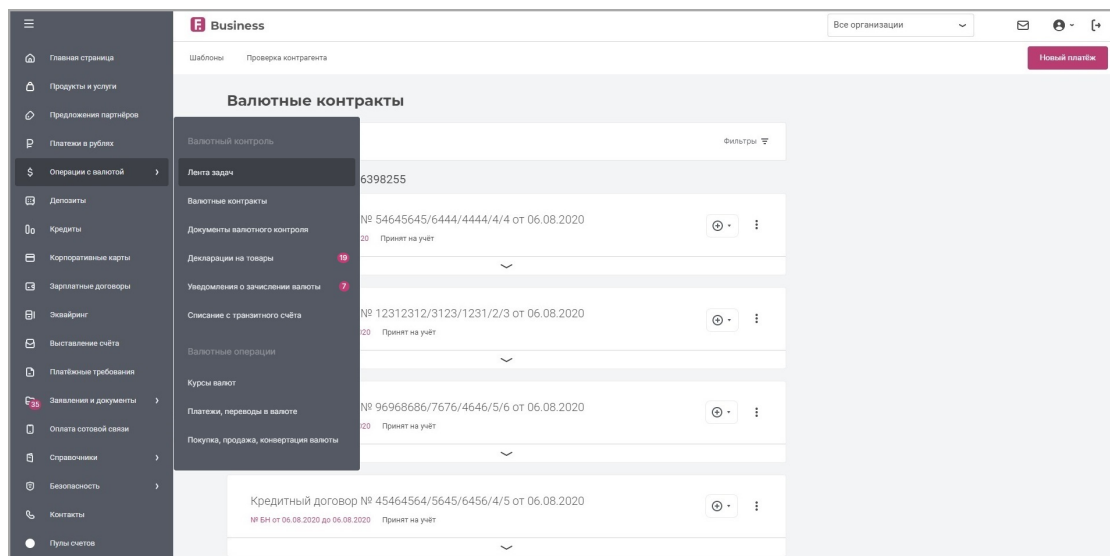 Business
Все организации
Шаблоны Проверка контрагента Новый платёж
Главная страница
Продукты и услуги
Предложения партнёров
Платежи в рублях
Операции с валютой
Депозиты
Кредиты
Корпоративные карты
Зарплатные договоры
Эквайринг
Выставление счёта
Платёжные требования
35 Заявления и документы
Оплата сотовой связи
Справочники
Безопасность
Контакты
Пулы счетов
Валютный контроль
Лента задач
Валютные контракты
Документы валютного контроля
Декларации на товары 19
Уведомления о зачислении валюты 7
Списание с транзитного счёта
Валютные операции
Курсы валют
Платежи, переводы в валюте
Покупка, продажа, конвертация валюты
Валютные контракты
Фильтры
6398255
№ 54645645/6444/4444/4/4 от 06.08.2020
20 Принят на учёт
№ 12312312/3123/1231/2/3 от 06.08.2020
020 Принят на учёт
№ 96968686/7676/4646/5/6 от 06.08.2020
020 Принят на учёт
Кредитный договор № 45464564/5645/6456/4/5 от 06.08.2020
№ БН от 06.08.2020 до 06.08.2020 Принят на учёт